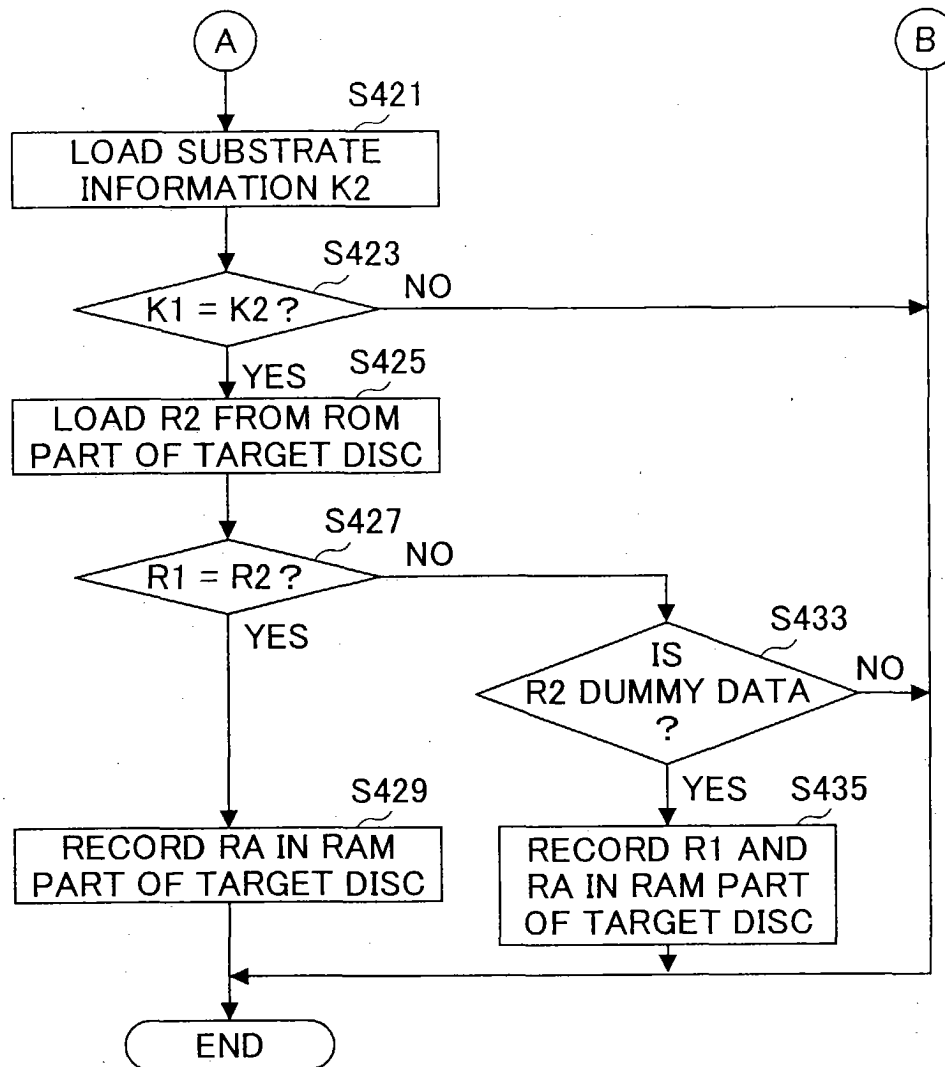 A
B
S421
LOAD SUBSTRATE
INFORMATION K2
S423
K1 = K2 ?
NO
YES
S425
LOAD R2 FROM ROM
PART OF TARGET DISC
S427
R1 = R2 ?
NO
YES
S433
IS
R2 DUMMY DATA
?
NO
YES
S429
RECORD RA IN RAM
PART OF TARGET DISC
S435
RECORD R1 AND
RA IN RAM PART
OF TARGET DISC
END